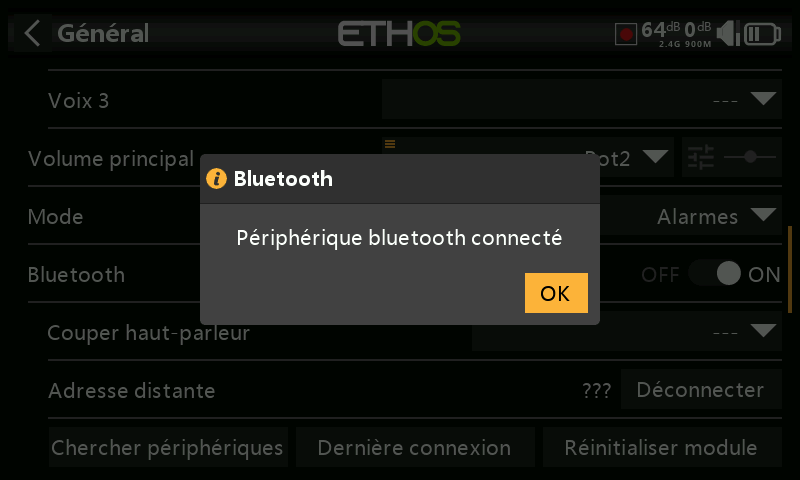 Général
ETHOS
64dB 0dB
2.4G 900M
Voix 3
---
Volume principal
Pot2
Mode
Alarmes
Bluetooth
Périphérique bluetooth connecté
OK
Bluetooth
OFF
ON
Couper haut-parleur
---
Adresse distante
???
Déconnecter
Chercher périphériques
Dernière connexion
Réinitialiser module